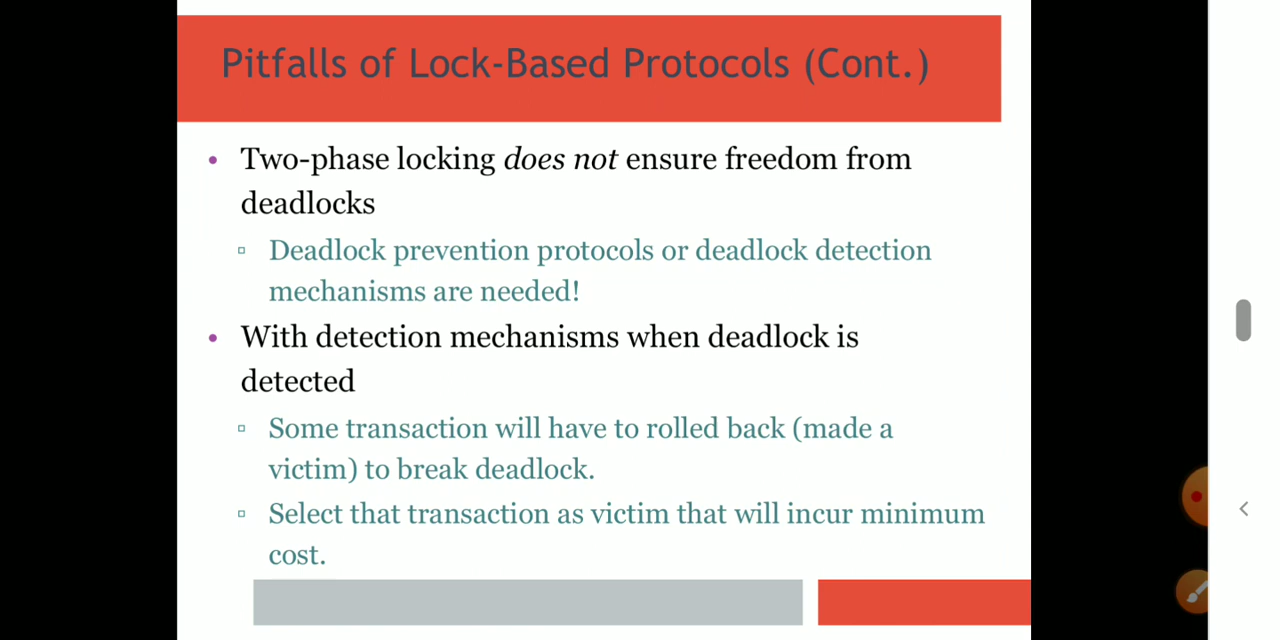 Pitfalls of Lock-Based Protocols (Cont.)
• Two-phase locking does not ensure freedom from
deadlocks
▫ Deadlock prevention protocols or deadlock detection
mechanisms are needed!
• With detection mechanisms when deadlock is
detected
▫ Some transaction will have to rolled back (made a
victim) to break deadlock.
▫ Select that transaction as victim that will incur minimum
cost.